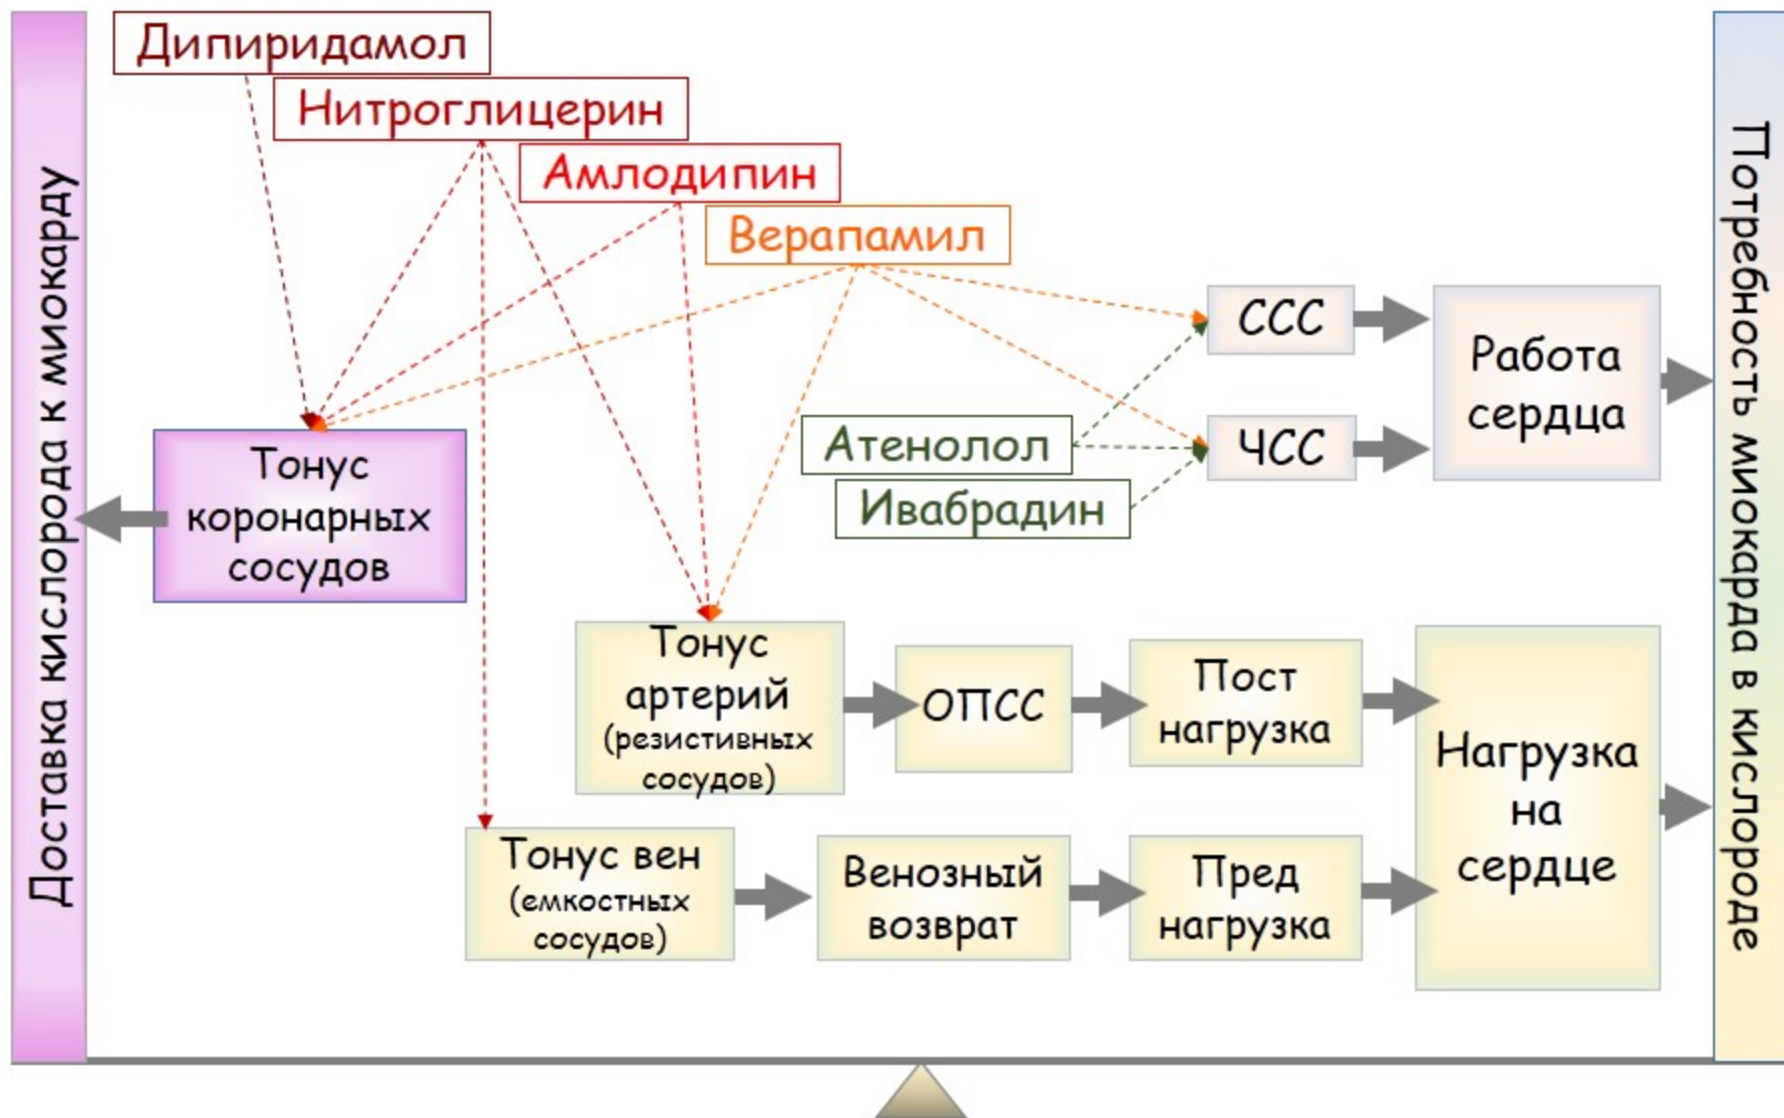 Доставка кислорода к миокарду
Дипиридамол
Нитроглицерин
Амлодипин
Верапамил
ССС
Работа
сердца
ЧСС
Атенолол
Ивабрадин
Тонус
коронарных
сосудов
Тонус
артерий
(резистивных
сосудов)
ОПСС
Пост
нагрузка
Нагрузка
на
сердце
Тонус вен
(емкостных
сосудов)
Венозный
возврат
Пред
нагрузка
Потребность миокарда в кислороде